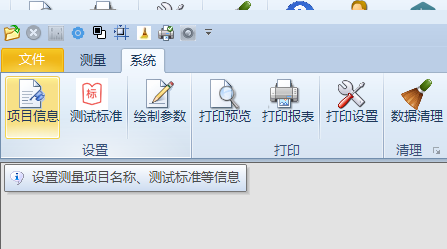 文件 测量 系统
标
项目信息 测试标准 绘制参数 打印预览 打印报表 打印设置 数据清理
设置 打印 清理
设置测量项目名称、测试标准等信息